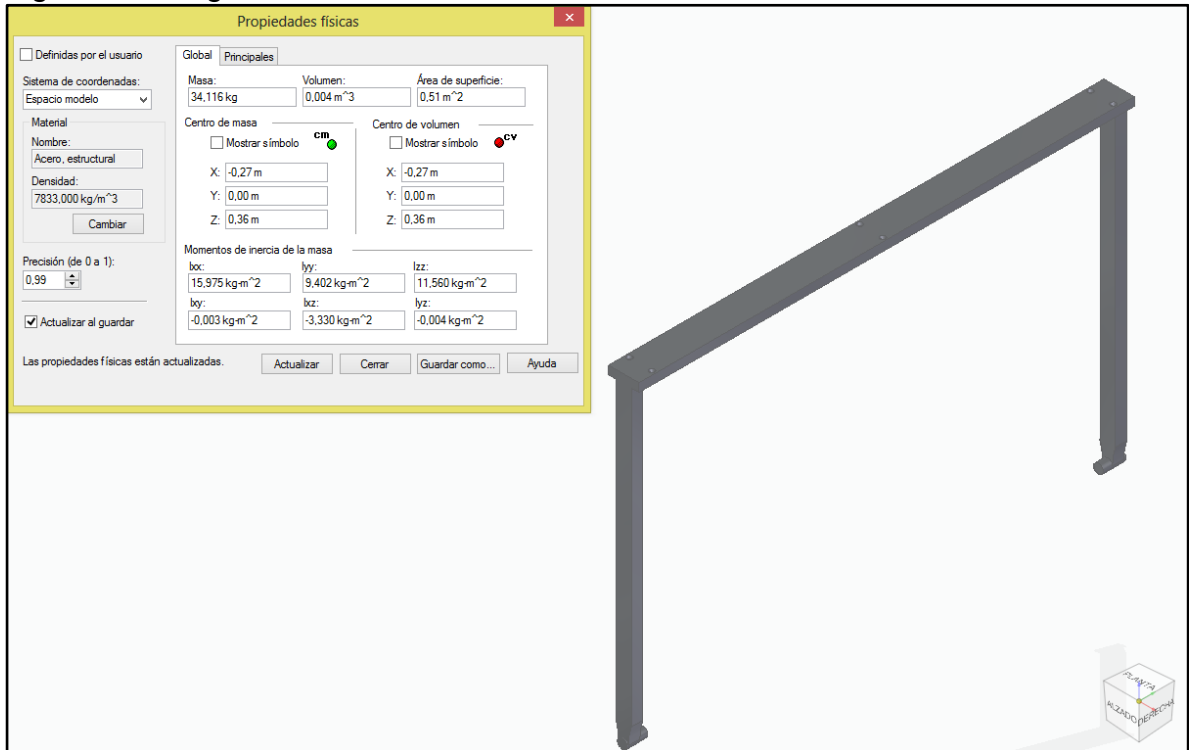 Propiedades físicas
×
Definidas por el usuario
Sistema de coordenadas:
Espacio modelo
Material
Nombre:
Acero, estructural
Densidad:
7833,000 kg/m^3
Cambiar
Precisión (de 0 a 1):
0,99
Actualizar al guardar
Global Principales
Masa: Volumen: Área de superficie:
34,116 kg 0,004 m^3 0,51 m^2
Centro de masa Centro de volumen
Mostrar símbolo cm Mostrar símbolo cv
X: -0,27 m X: -0,27 m
Y: 0,00 m Y: 0,00 m
Z: 0,36 m Z: 0,36 m
Momentos de inercia de la masa
Ixx: Iyy: Izz:
15,975 kg-m^2 9,402 kg-m^2 11,560 kg-m^2
Ixy: Ixz: Iyz:
-0,003 kg-m^2 -3,330 kg-m^2 -0,004 kg-m^2
Las propiedades físicas están actualizadas. Actualizar Cerrar Guardar como... Ayuda
PLANTA
ALZADO DERECHA